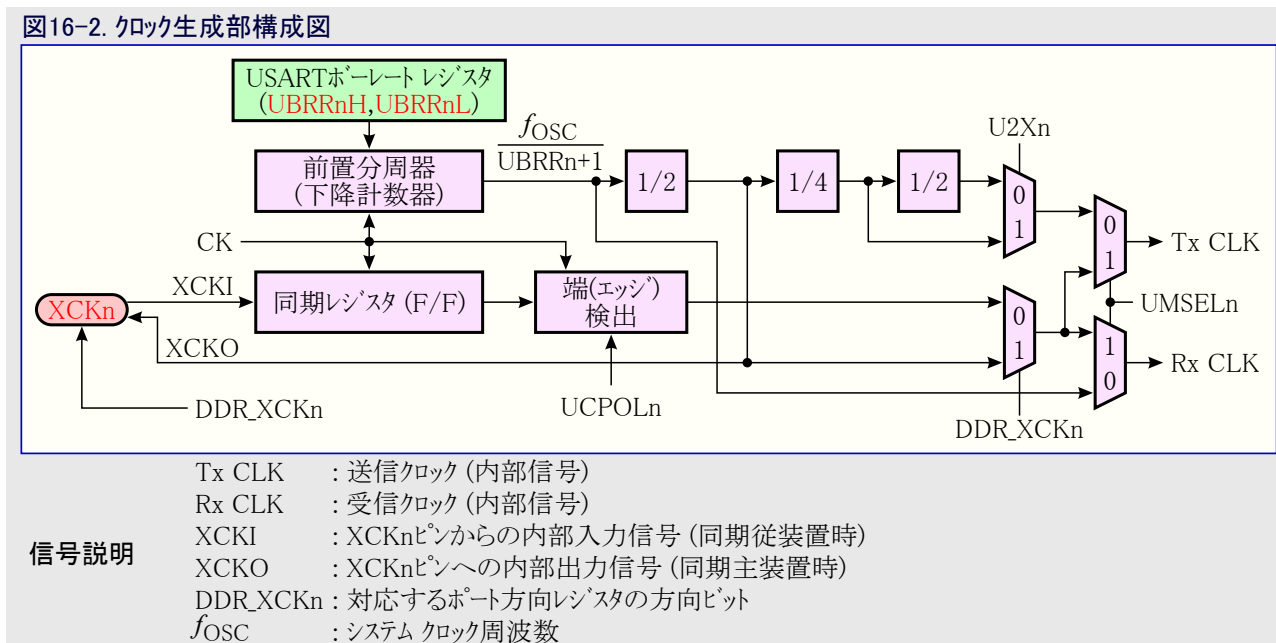 図16-2. クロック生成部構成図
USARTボーレート レジスタ
(UBRRnH,UBRRnL)
fOSC
UBRRn+1
U2Xn
前置分周器
(下降計数器)
1/2
1/4
1/2
0
1
0
1
Tx CLK
CK
XCKI
XCKn
同期レジスタ (F/F)
端(エッジ)
検出
0
1
UMSELn
1
0
Rx CLK
XCKO
DDR_XCKn
UCPOLn
DDR_XCKn
信号説明
Tx CLK : 送信クロック (内部信号)
Rx CLK : 受信クロック (内部信号)
XCKI : XCKnピンからの内部入力信号 (同期従装置時)
XCKO : XCKnピンへの内部出力信号 (同期主装置時)
DDR_XCKn : 対応するポート方向レジスタの方向ビット
fOSC : システム クロック周波数